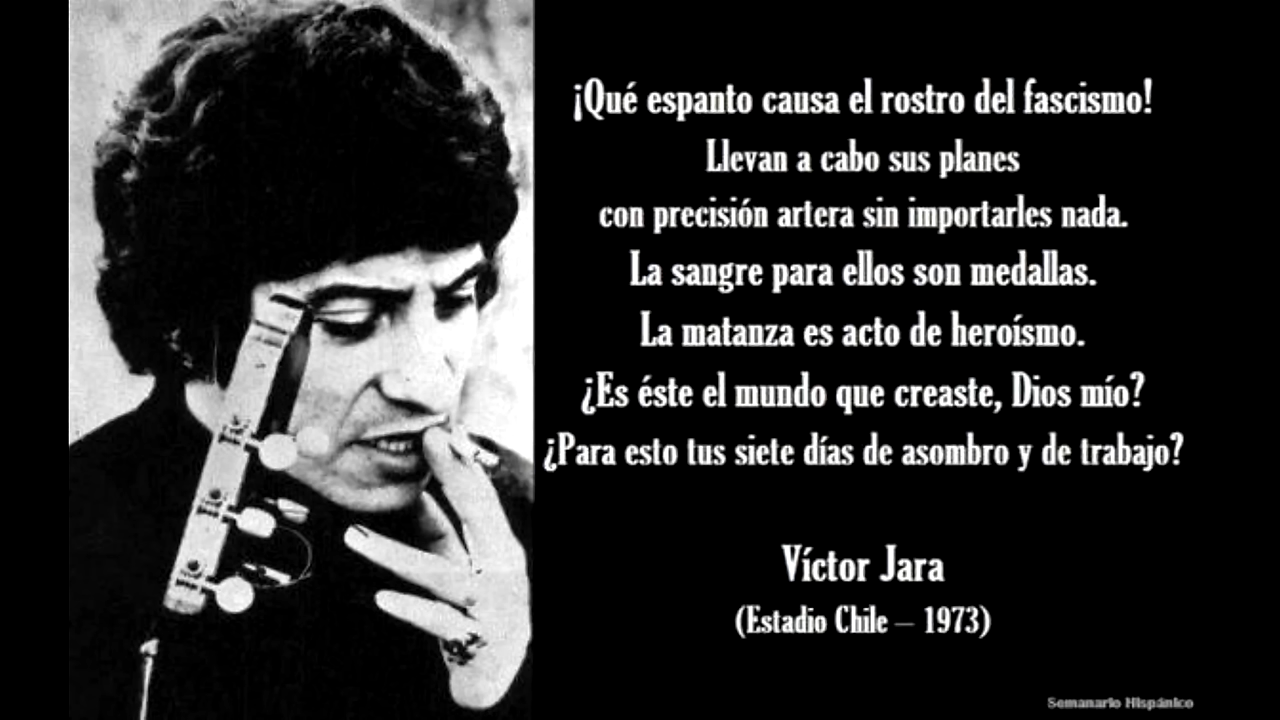 ¡Qué espanto causa el rostro del fascismo!
Llevan a cabo sus planes
con precisión artera sin importarles nada.
La sangre para ellos son medallas.
La matanza es acto de heroísmo.
¿Es éste el mundo que creaste, Dios mío?
¿Para esto tus siete días de asombro y de trabajo?
Víctor Jara
(Estadio Chile – 1973)
Semanario Hispánico